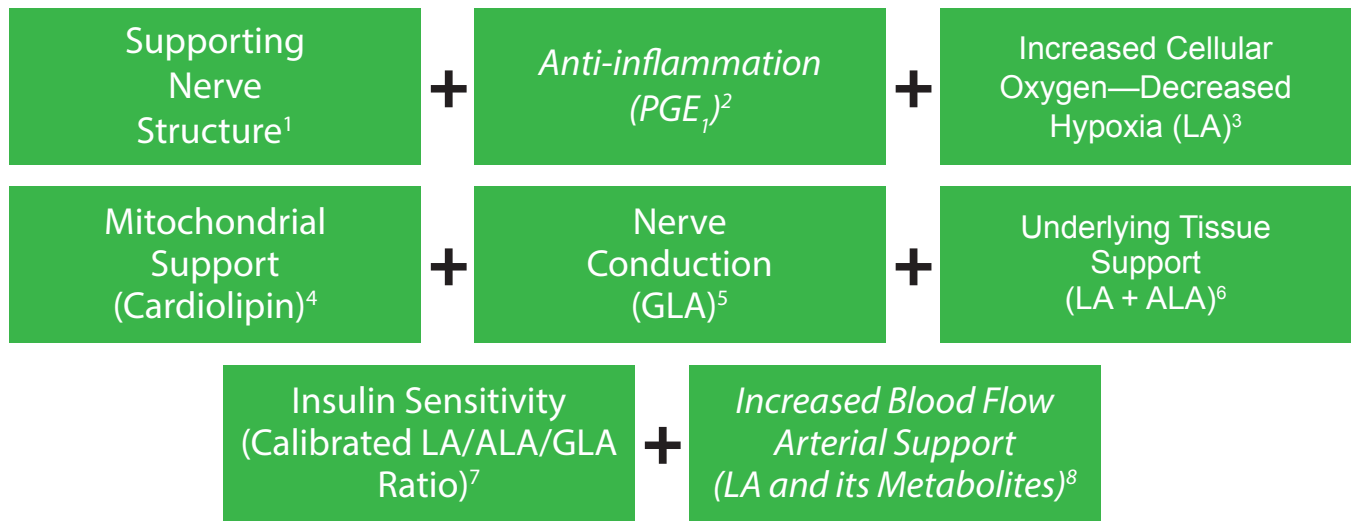 Supporting
Nerve
Structure¹
+
Anti-inflammation
(PGE₁)²
+
Increased Cellular
Oxygen—Decreased
Hypoxia (LA)³
Mitochondrial
Support
(Cardiolipin)⁴
+
Nerve
Conduction
(GLA)⁵
+
Underlying Tissue
Support
(LA + ALA)⁶
Insulin Sensitivity
(Calibrated LA/ALA/GLA
Ratio)⁷
+
Increased Blood Flow
Arterial Support
(LA and its Metabolites)⁸